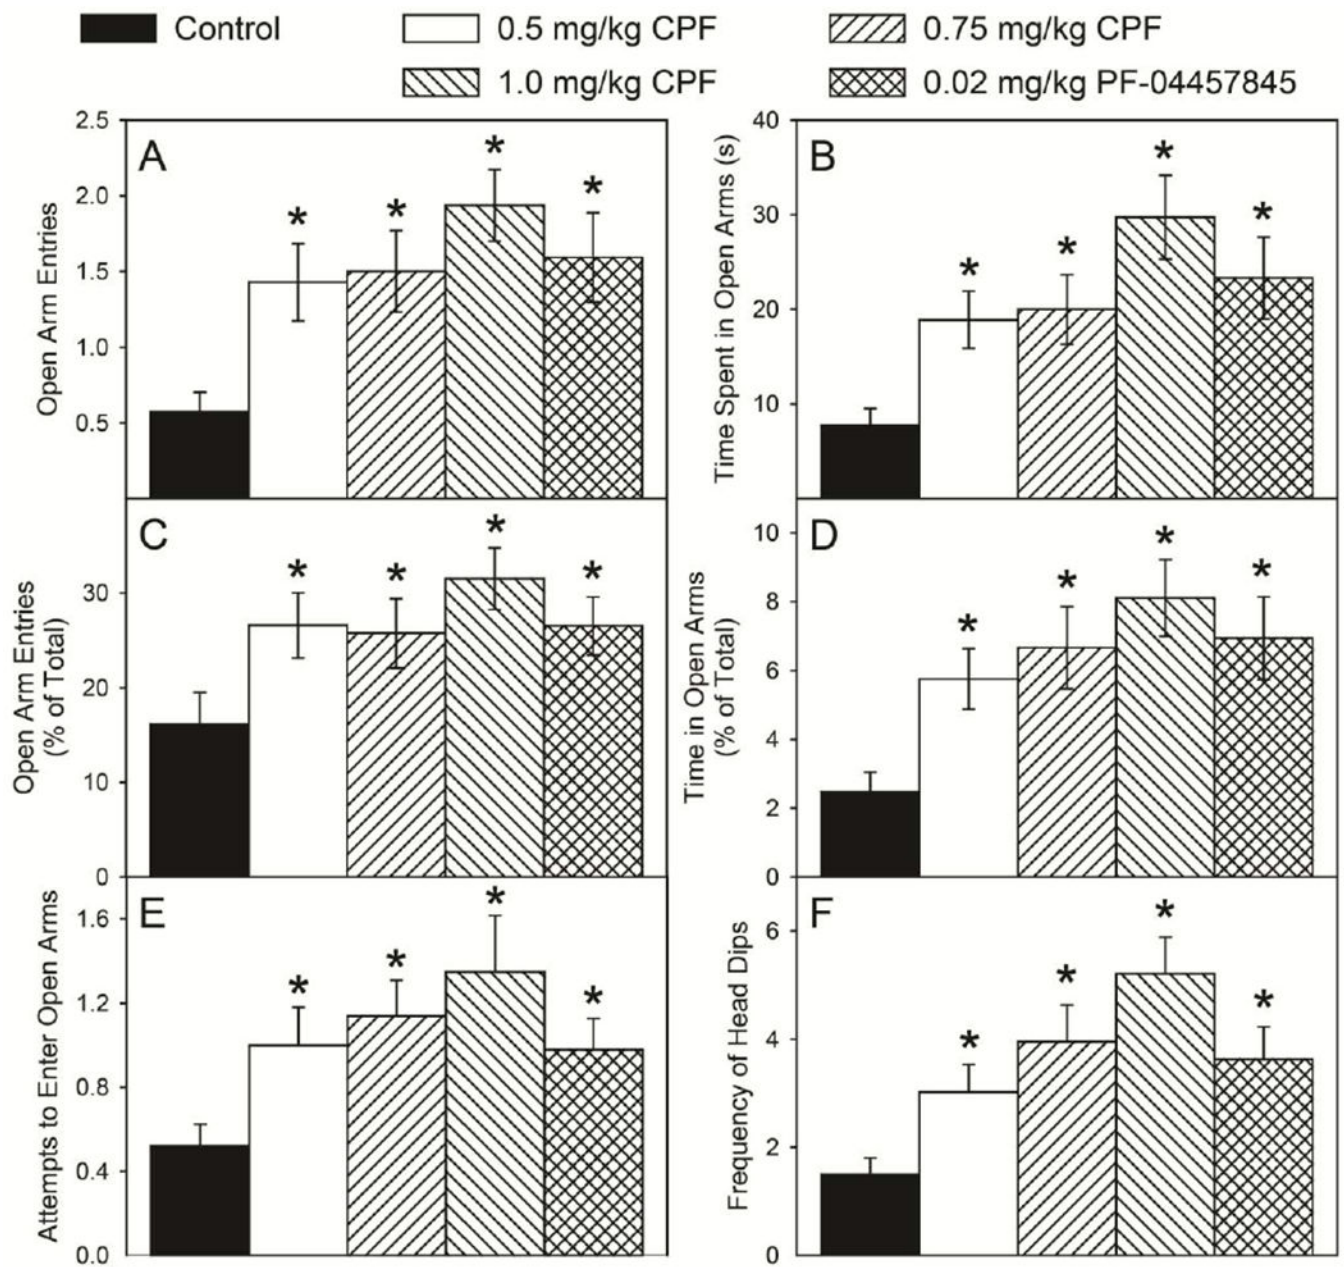 Control
0.5 mg/kg CPF
0.75 mg/kg CPF
1.0 mg/kg CPF
0.02 mg/kg PF-04457845
A
Open Arm Entries
2.5
2.0
1.5
1.0
0.5
* * * *
B
Time Spent in Open Arms (s)
40
30
20
10
* * * *
C
Open Arm Entries
(% of Total)
30
20
10
0
* * * *
D
Time in Open Arms
(% of Total)
10
8
6
4
2
0
* * * *
E
Attempts to Enter Open Arms
1.6
1.2
0.8
0.4
0.0
* * * *
F
Frequency of Head Dips
6
4
2
0
* * * *